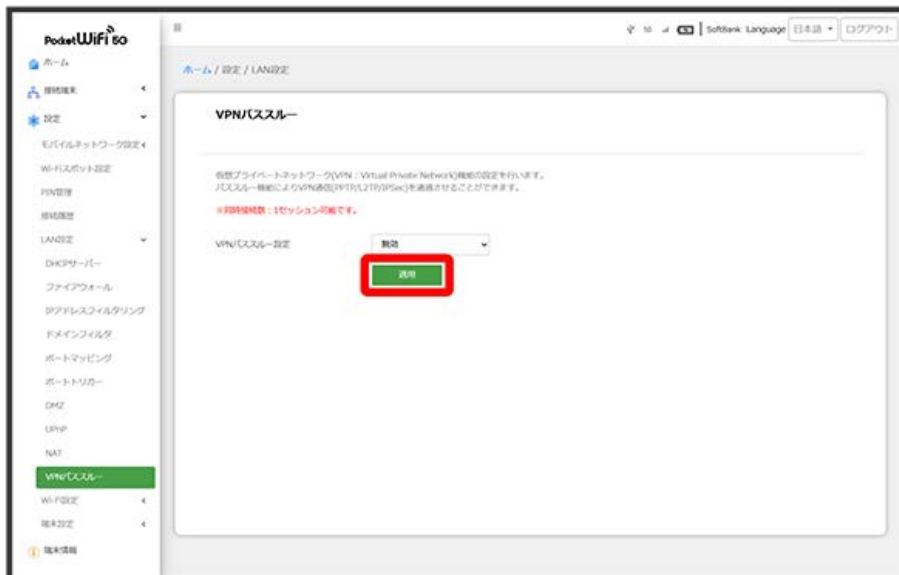 PocketWiFi 5G
SoftBank Language 日本語 ログアウト
ホーム
接続端末
設定
モバイルネットワーク設定
Wi-Fiスポット設定
PIN管理
接続履歴
LAN設定
DHCPサーバー
ファイアウォール
IPアドレスフィルタリング
ドメインフィルタ
ポートマッピング
ポートトリガー
DMZ
UPnP
NAT
VPNパススルー
Wi-Fi設定
端末設定
端末情報
ホーム / 設定 / LAN設定
VPNパススルー
仮想プライベートネットワーク(VPN：Virtual Private Network)機能の設定を行います。
パススルー機能によりVPN通信(PPTP/L2TP/IPSec)を通過させることができます。
※同時接続数：1セッション可能です。
VPNパススルー設定 無効
適用